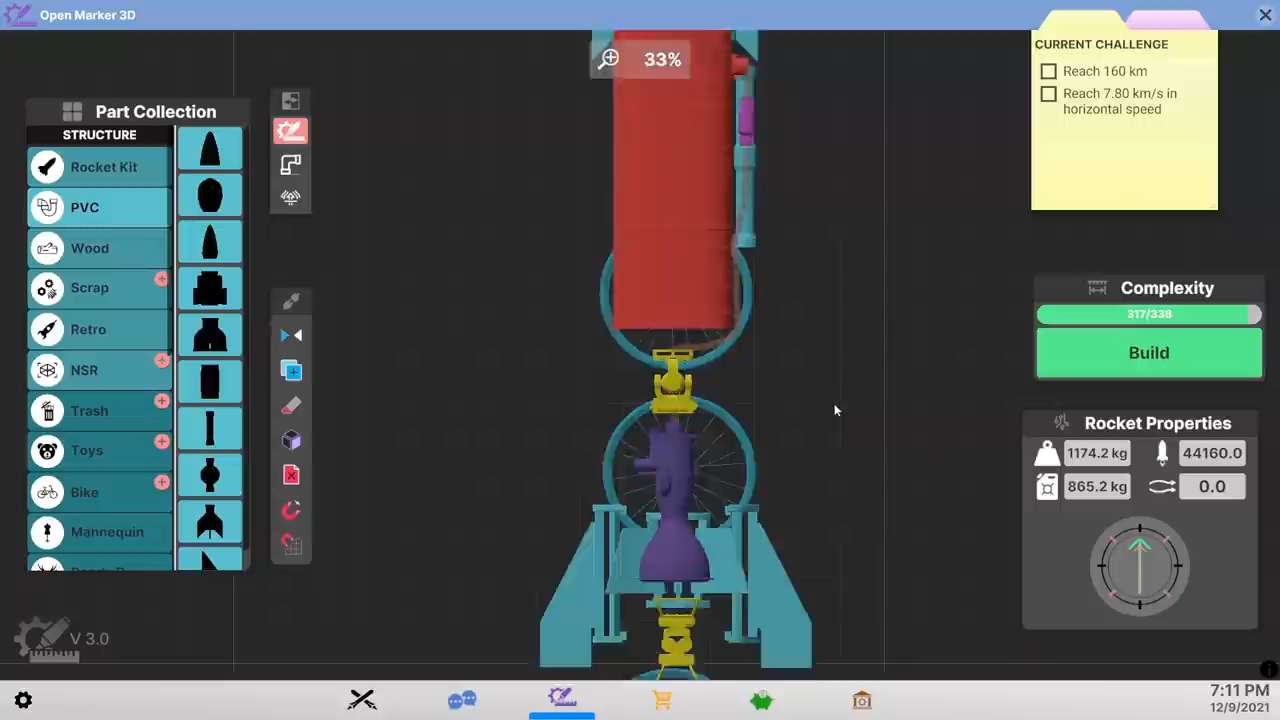 Open Marker 3D
33%
CURRENT CHALLENGE
Reach 160 km
Reach 7.80 km/s in
horizontal speed
Part Collection
STRUCTURE
Rocket Kit
PVC
Wood
Scrap
Retro
NSR
Trash
Toys
Bike
Mannequin
Complexity
317/338
Build
Rocket Properties
1174.2 kg
44160.0
865.2 kg
0.0
V 3.0
7:11 PM
12/9/2021